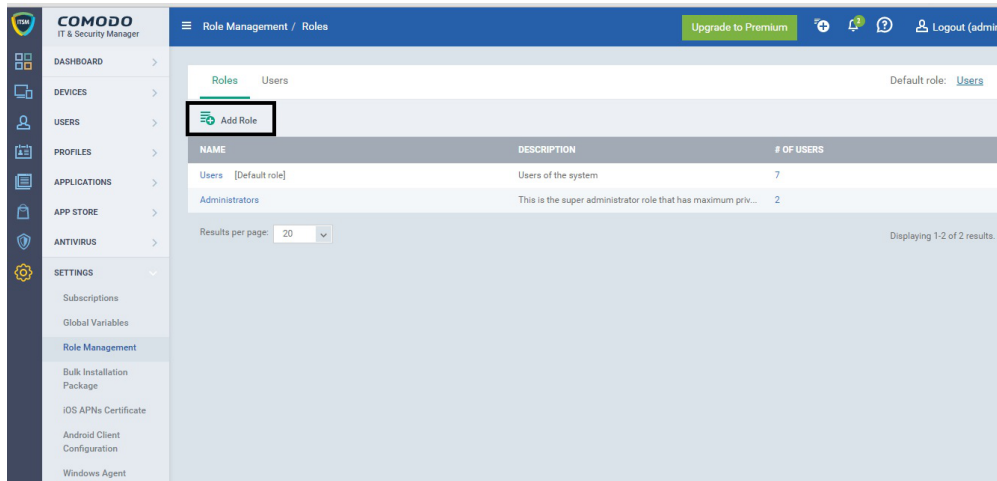 ITSM
COMODO
IT & Security Manager
Role Management / Roles
Upgrade to Premium
2
Logout (admin
DASHBOARD
DEVICES
USERS
PROFILES
APPLICATIONS
APP STORE
ANTIVIRUS
SETTINGS
Subscriptions
Global Variables
Role Management
Bulk Installation
Package
iOS APNs Certificate
Android Client
Configuration
Windows Agent
Roles Users
Default role: Users
Add Role
NAME DESCRIPTION # OF USERS
Users [Default role] Users of the system 7
Administrators This is the super administrator role that has maximum priv... 2
Results per page: 20
Displaying 1-2 of 2 results.